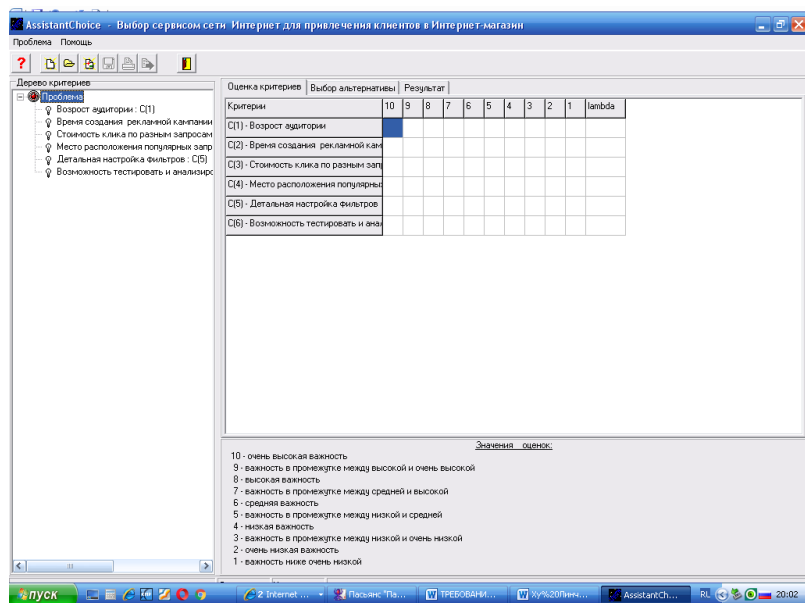 AssistantChoice - Выбор сервисом сети Интернет для привлечения клиентов в Интернет-магазин
Проблема Помощь
Дерево критериев
Проблема
Возрост аудитории : C(1)
Время создания рекламной кампании
Стоимость клика по разным запросам
Место расположения популярных запр
Детальная настройка фильтров : C(5)
Возможность тестировать и анализиро
Оценка критериев Выбор альтернативы Результат
Критерии 10 9 8 7 6 5 4 3 2 1 lambda
C(1) - Возрост аудитории
C(2) - Время создания рекламной кам
C(3) - Стоимость клика по разным зап
C(4) - Место расположения популярны
C(5) - Детальная настройка фильтров
C(6) - Возможность тестировать и ана
Значения оценок:
10 - очень высокая важность
9 - важность в промежутке между высокой и очень высокой
8 - высокая важность
7 - важность в промежутке между средней и высокой
6 - средняя важность
5 - важность в промежутке между низкой и средней
4 - низкая важность
3 - важность в промежутке между низкой и очень низкой
2 - очень низкая важность
1 - важность ниже очень низкой
пуск 2 Internet ... Пасьянс "Па... ТРЕБОВАНИ... Ху%20Пинч... AssistantCh... RL 20:02